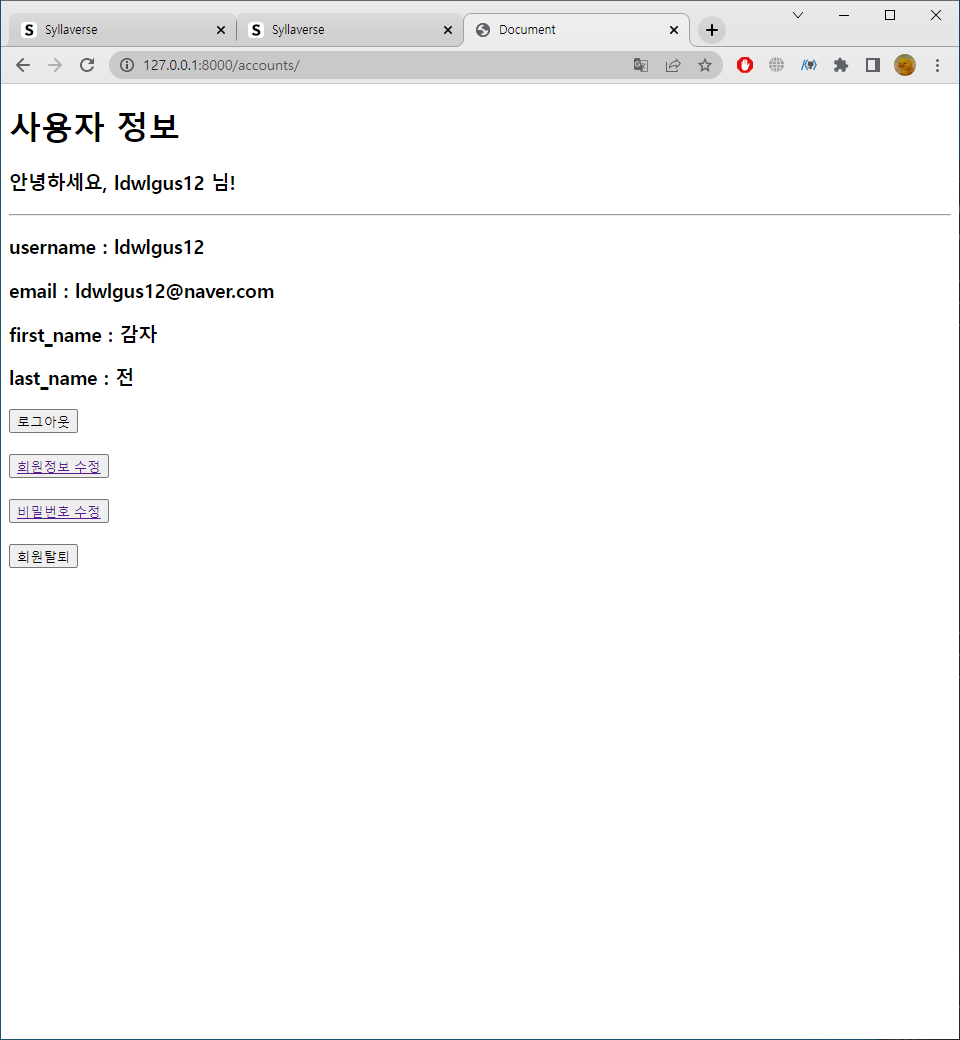 S Syllaverse
S Syllaverse
Document
127.0.0.1:8000/accounts/
사용자 정보
안녕하세요, ldwlgus12 님!
username : ldwlgus12
email : ldwlgus12@naver.com
first_name : 감자
last_name : 전
로그아웃
회원정보 수정
비밀번호 수정
회원탈퇴